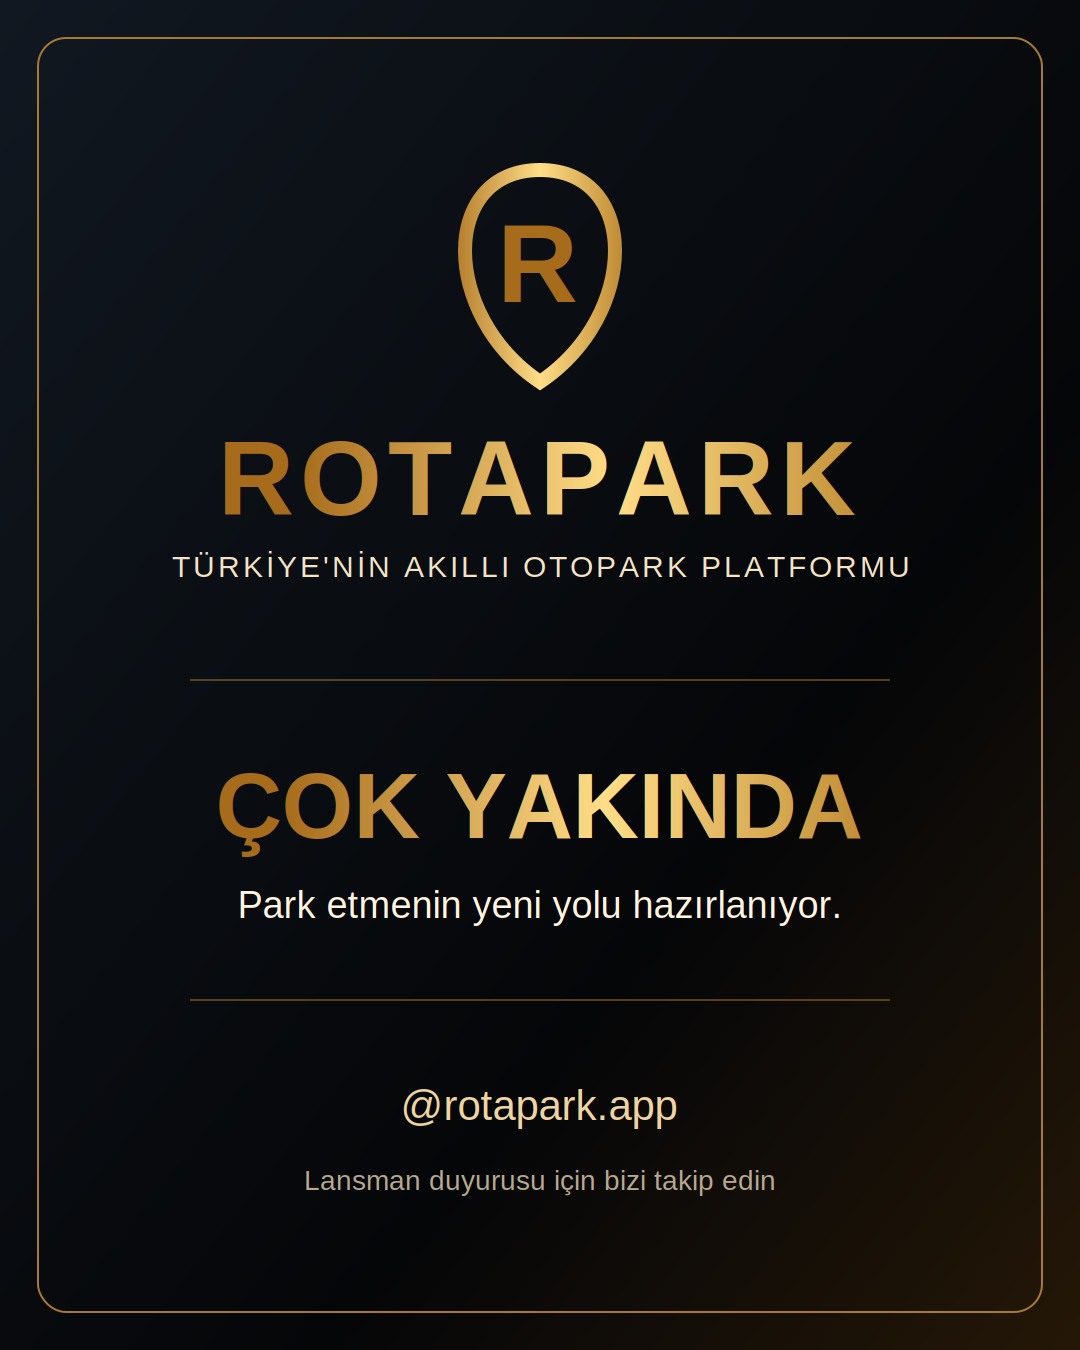 R
ROTAPARK
TÜRKİYE'NİN AKILLI OTOPARK PLATFORMU
ÇOK YAKINDA
Park etmenin yeni yolu hazırlanıyor.
@rotapark.app
Lansman duyurusu için bizi takip edin